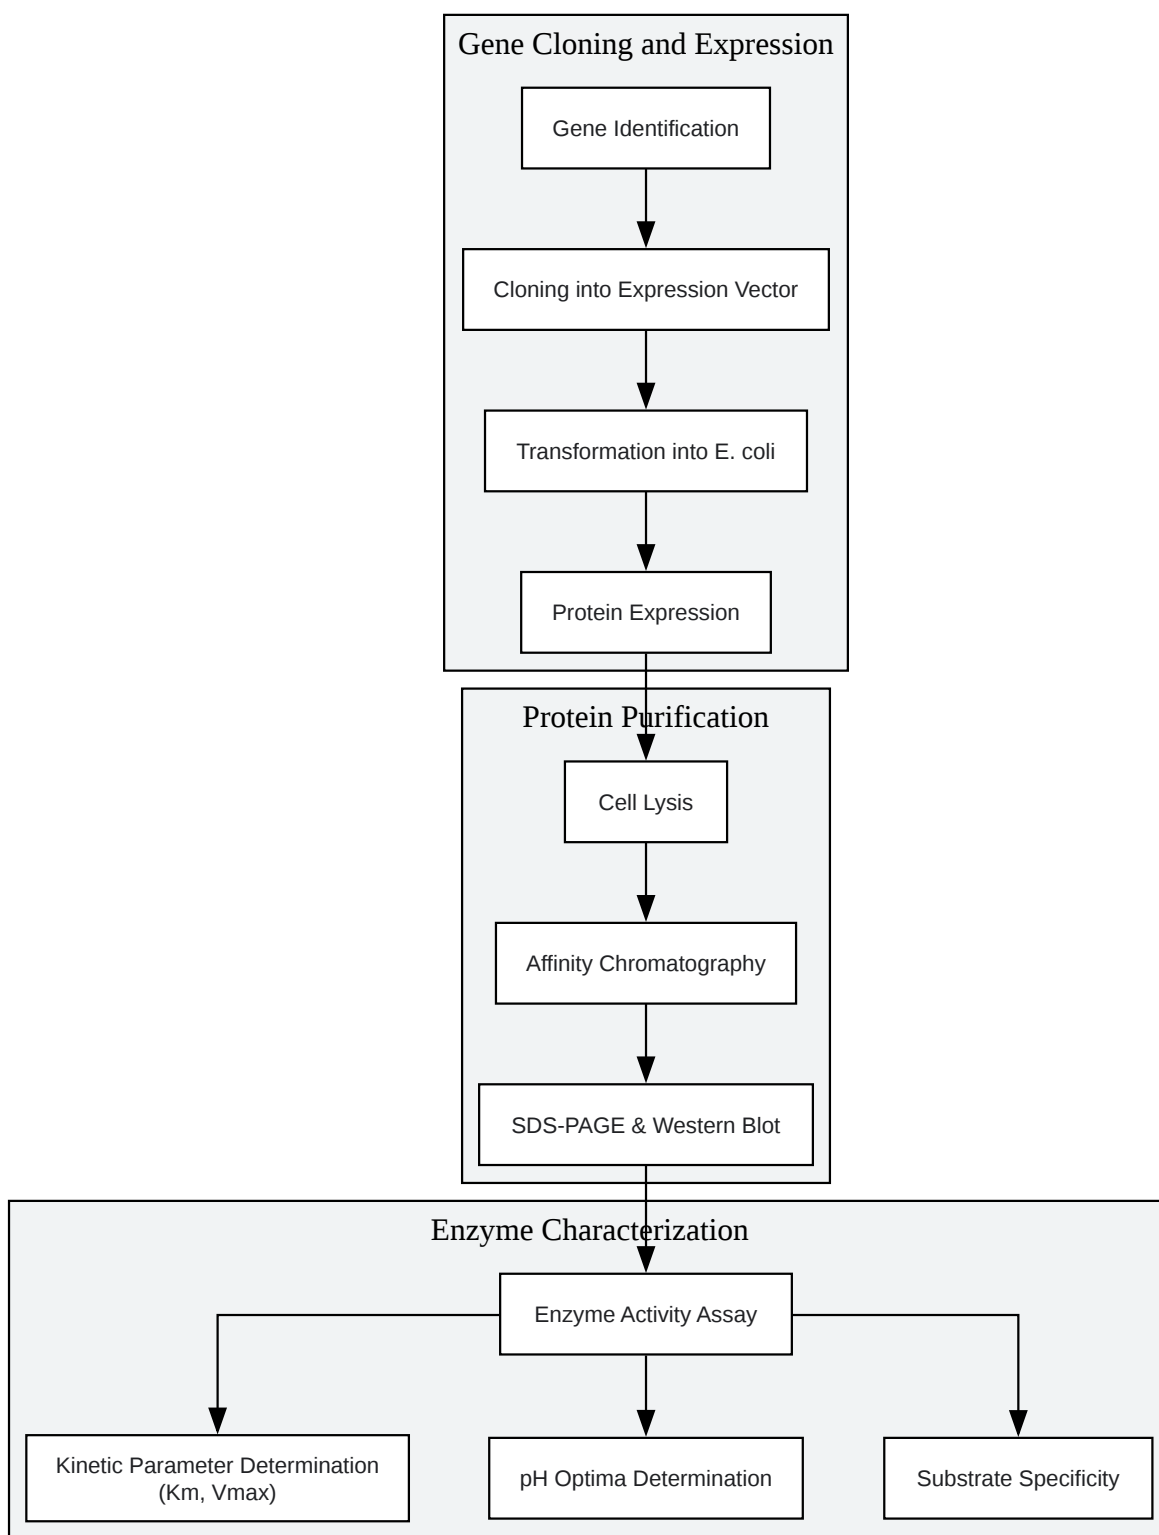 Gene Cloning and Expression
Gene Identification
Cloning into Expression Vector
Transformation into E. coli
Protein Expression
Protein Purification
Cell Lysis
Affinity Chromatography
SDS-PAGE & Western Blot
Enzyme Characterization
Enzyme Activity Assay
Kinetic Parameter Determination
(Km, Vmax)
pH Optima Determination
Substrate Specificity